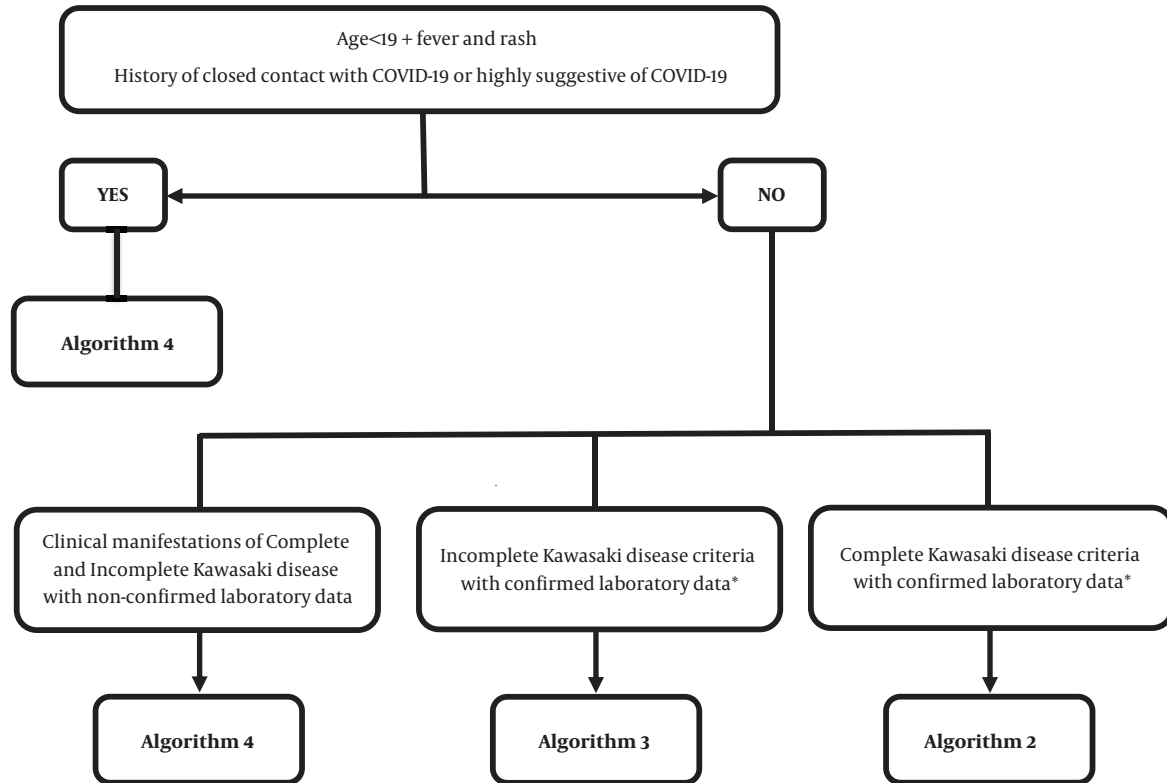 Age<19 + fever and rash
History of closed contact with COVID-19 or highly suggestive of COVID-19
YES
NO
Algorithm 4
Clinical manifestations of Complete
and Incomplete Kawasaki disease
with non-confirmed laboratory data
Incomplete Kawasaki disease criteria
with confirmed laboratory data*
Complete Kawasaki disease criteria
with confirmed laboratory data*
Algorithm 4
Algorithm 3
Algorithm 2